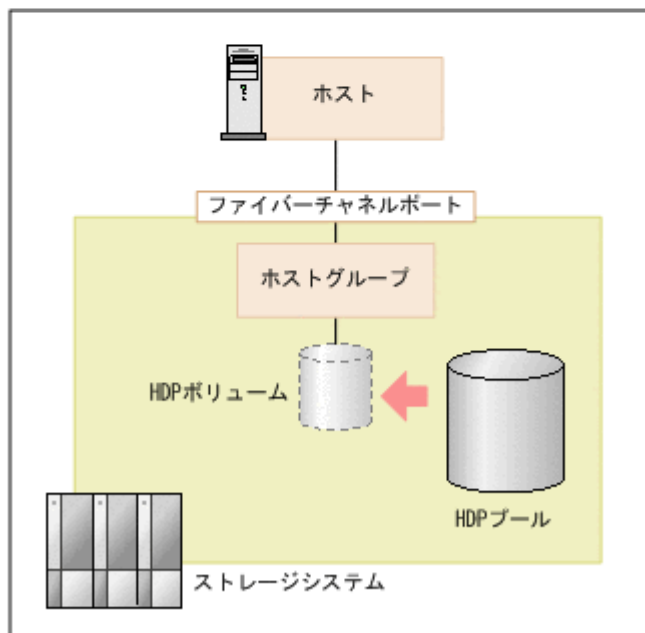 ホスト
ファイバーチャネルポート
ホストグループ
HDPボリューム
HDPプール
ストレージシステム